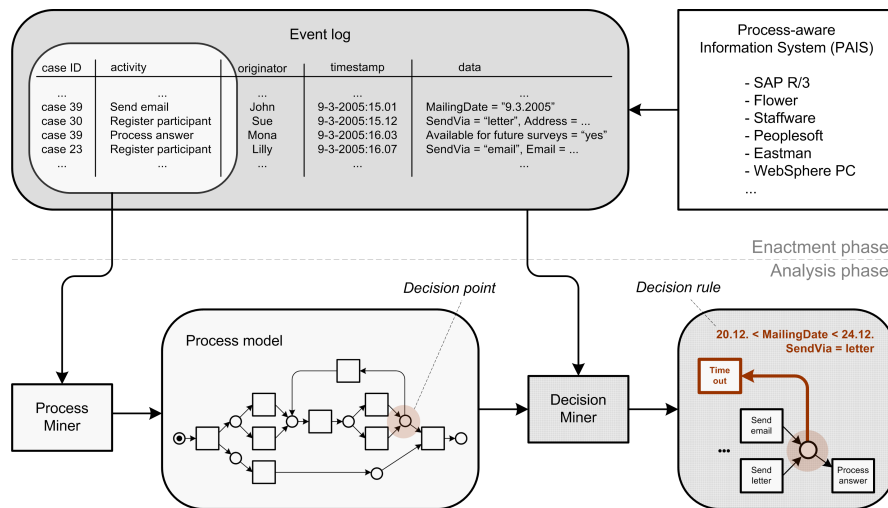 Event log
case ID activity originator timestamp data
... ... ... ... ...
case 39 Send email John 9-3-2005:15.01 MailingDate = "9.3.2005"
case 30 Register participant Sue 9-3-2005:15.12 SendVia = "letter", Address = ...
case 39 Process answer Mona 9-3-2005:16.03 Available for future surveys = "yes"
case 23 Register participant Lilly 9-3-2005:16.07 SendVia = "email", Email = ...
... ... ... ... ...
Process-aware
Information System (PAIS)
- SAP R/3
- Flower
- Staffware
- Peoplesoft
- Eastman
- WebSphere PC
...
Enactment phase
Analysis phase
Process
Miner
Process model
Decision point
Decision
Miner
Decision rule
20.12. < MailingDate < 24.12.
SendVia = letter
Time
out
Send
email
...
Send
letter
Process
answer